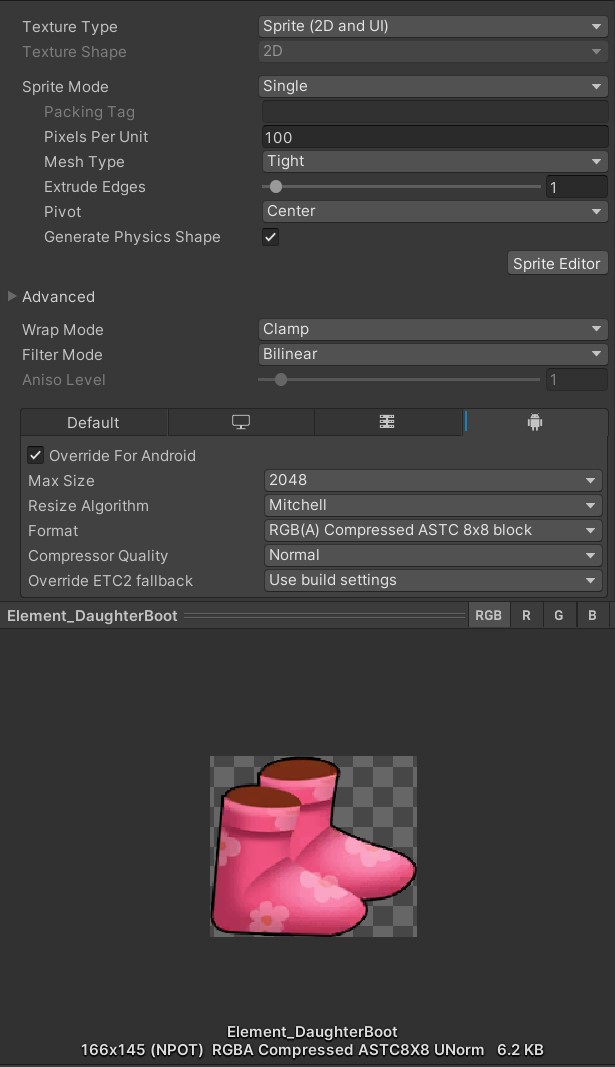 Texture Type Sprite (2D and UI)
Texture Shape 2D
Sprite Mode Single
Packing Tag
Pixels Per Unit 100
Mesh Type Tight
Extrude Edges 1
Pivot Center
Generate Physics Shape
Sprite Editor
Advanced
Wrap Mode Clamp
Filter Mode Bilinear
Aniso Level 1
Default
Override For Android
Max Size 2048
Resize Algorithm Mitchell
Format RGB(A) Compressed ASTC 8x8 block
Compressor Quality Normal
Override ETC2 fallback Use build settings
Element_DaughterBoot RGB R G B
Element_DaughterBoot
166x145 (NPOT) RGBA Compressed ASTC8X8 UNorm 6.2 KB